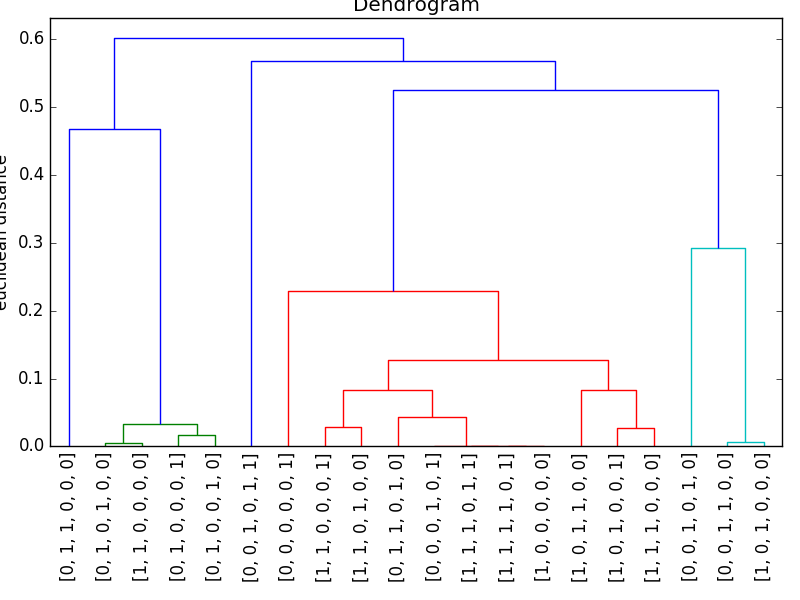 Dendrogram
0.6
0.5
0.4
0.3
0.2
0.1
0.0
euclidean distance
[0, 1, 1, 0, 0, 0]
[0, 1, 0, 1, 0, 0]
[1, 1, 0, 0, 0, 0]
[0, 1, 0, 0, 0, 1]
[0, 1, 0, 0, 1, 0]
[0, 0, 1, 0, 1, 1]
[0, 0, 0, 0, 0, 1]
[1, 1, 0, 0, 0, 1]
[1, 1, 0, 1, 0, 0]
[0, 1, 1, 0, 1, 0]
[0, 0, 0, 1, 0, 1]
[1, 1, 1, 0, 1, 1]
[1, 1, 0, 1, 0, 1]
[1, 0, 0, 0, 0, 0]
[0, 1, 0, 1, 1, 0]
[1, 0, 1, 1, 0, 0]
[1, 1, 1, 1, 0, 0]
[0, 0, 0, 1, 0, 0]
[0, 0, 0, 1, 0, 0]
[1, 0, 1, 0, 0, 0]